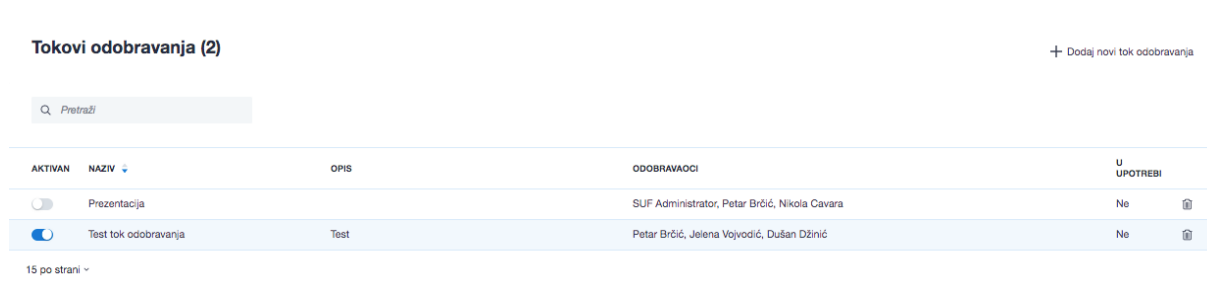 Tokovi odobravanja (2)
Dodaj novi tok odobravanja
Pretraži
AKTIVAN NAZIV OPIS ODOBRAVAOCI U UPOTREBI
Prezentacija SUF Administrator, Petar Brčić, Nikola Cavara Ne
Test tok odobravanja Test Petar Brčić, Jelena Vojvodić, Dušan Džinić Ne
15 po strani